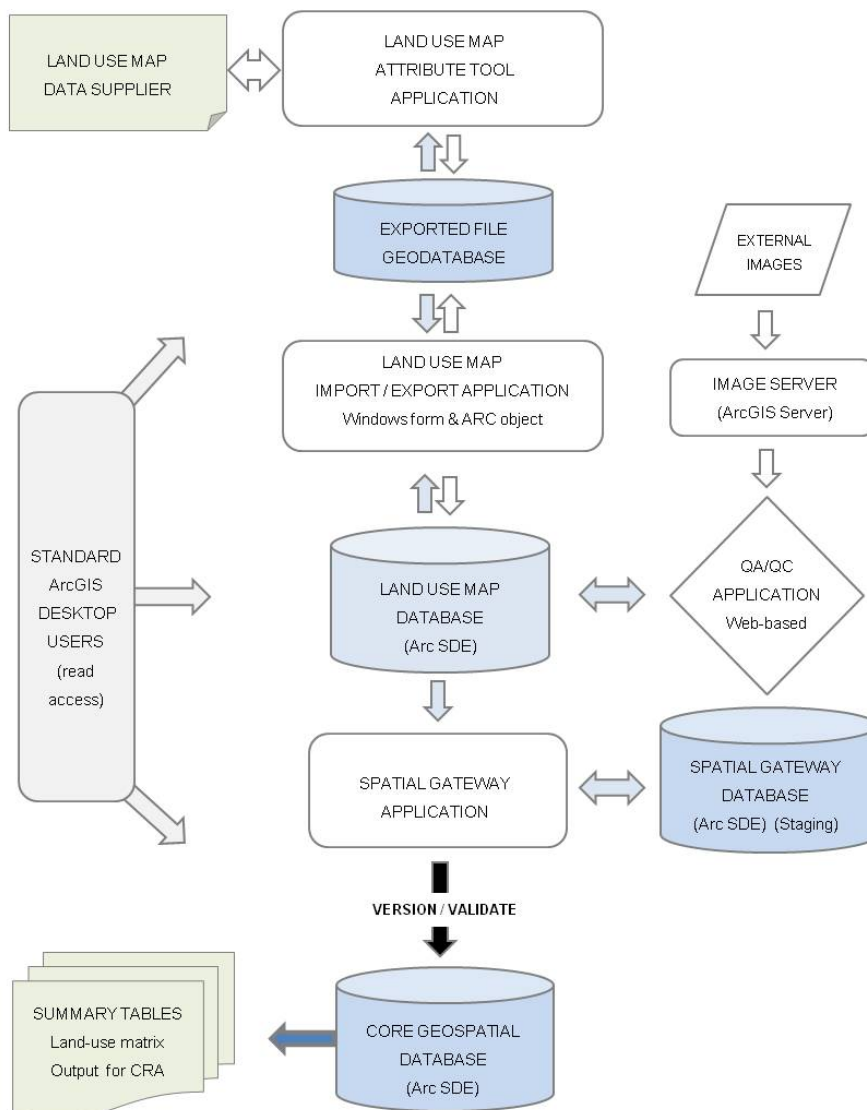 LAND USE MAP
DATA SUPPLIER
LAND USE MAP
ATTRIBUTE TOOL
APPLICATION
EXPORTED FILE
GEODATABASE
EXTERNAL
IMAGES
LAND USE MAP
IMPORT / EXPORT APPLICATION
Windows form & ARC object
IMAGE SERVER
(ArcGIS Server)
STANDARD
ArcGIS
DESKTOP
USERS
(read
access)
LAND USE MAP
DATABASE
(Arc SDE)
QA/QC
APPLICATION
Web-based
SPATIAL GATEWAY
APPLICATION
SPATIAL GATEWAY
DATABASE
(Arc SDE) (Staging)
VERSION / VALIDATE
SUMMARY TABLES
Land-use matrix
Output for CRA
CORE GEOSPATIAL
DATABASE
(Arc SDE)